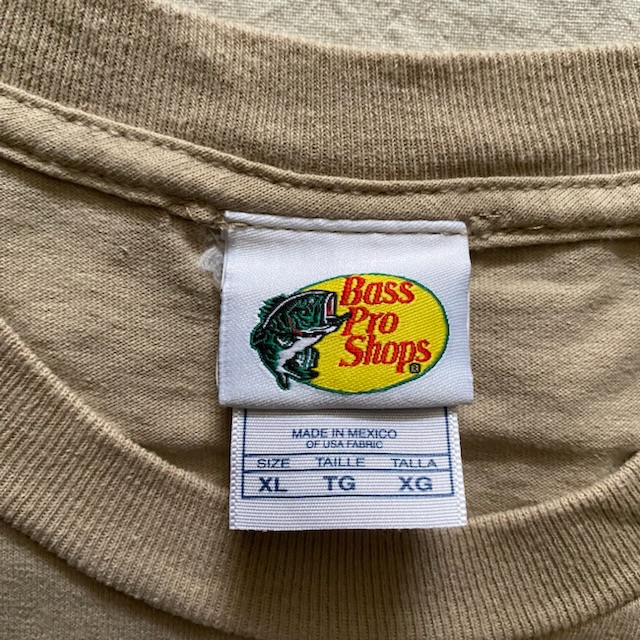 Bass
Pro
Shops®
MADE IN MEXICO
OF USA FABRIC
SIZE TAILLE TALLA
XL TG XG